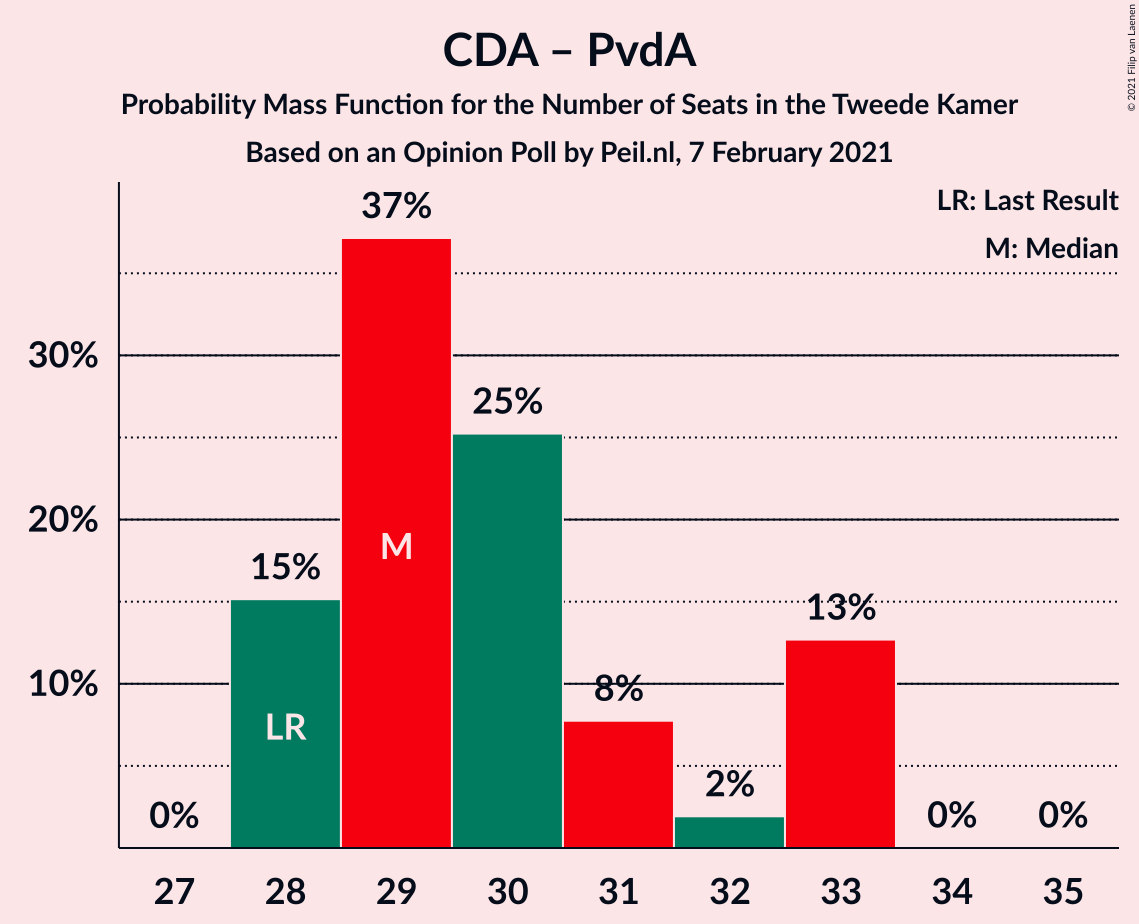 CDA – PvdA
Probability Mass Function for the Number of Seats in the Tweede Kamer
Based on an Opinion Poll by Peil.nl, 7 February 2021
© 2021 Filip van Laenen
LR: Last Result
M: Median
37%
30%
25%
20%
15%
M
13%
10%
8%
LR
2%
0%
0%
0%
27 28 29 30 31 32 33 34 35